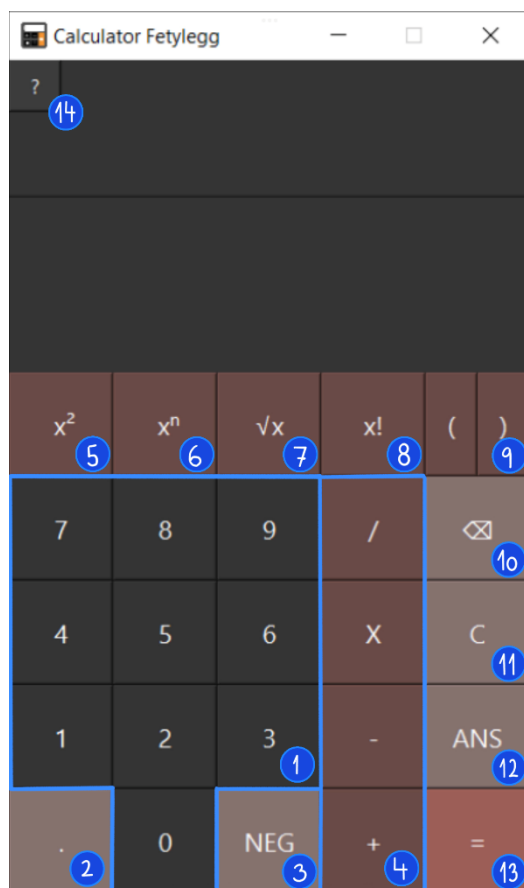 Calculator Fetylegg
?
14
x² xⁿ √x x! ( )
5 6 7 8 9
7 8 9 / ⌫
10
4 5 6 X C
11
1 2 3 - ANS
1 12
. 0 NEG + =
2 3 4 13